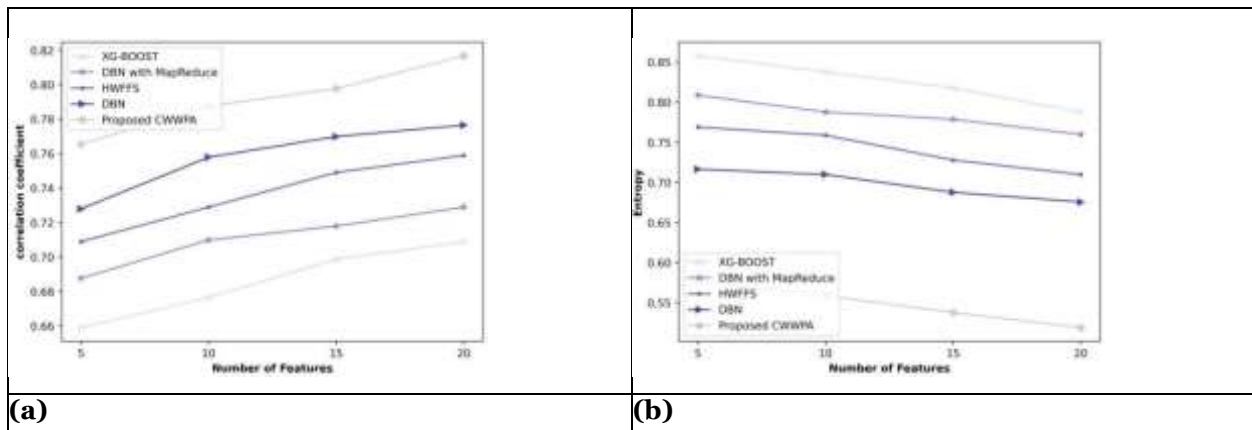 0.82
0.80
0.78
0.76
0.74
0.72
0.70
0.68
0.66
correlation coefficient
XG-BOOST
DBN with MapReduce
HWFFS
DBN
Proposed CWWPA
5 10 15 20
Number of Features
(a)
0.85
0.80
0.75
0.70
0.65
0.60
0.55
Entropy
XG-BOOST
DBN with MapReduce
HWFFS
DBN
Proposed CWWPA
5 10 15 20
Number of Features
(b)